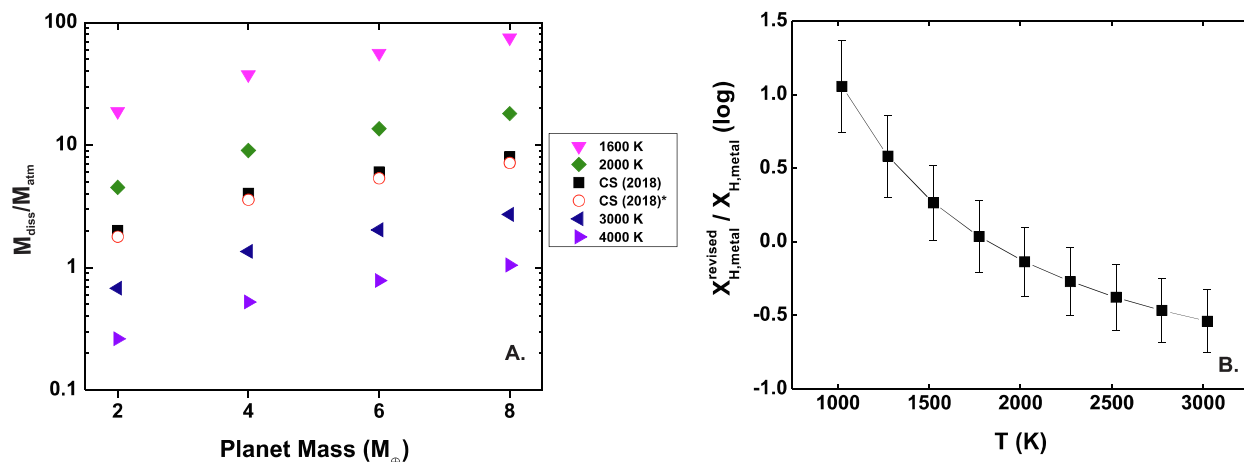 100
10
1
0.1
M_diss/M_atm
2
4
6
8
Planet Mass (M_⊕)
A.
1600 K
2000 K
CS (2018)
CS (2018)*
3000 K
4000 K
1.5
1.0
0.5
0.0
-0.5
-1.0
X^revised_H,metal / X_H,metal (log)
1000
1500
2000
2500
3000
T (K)
B.